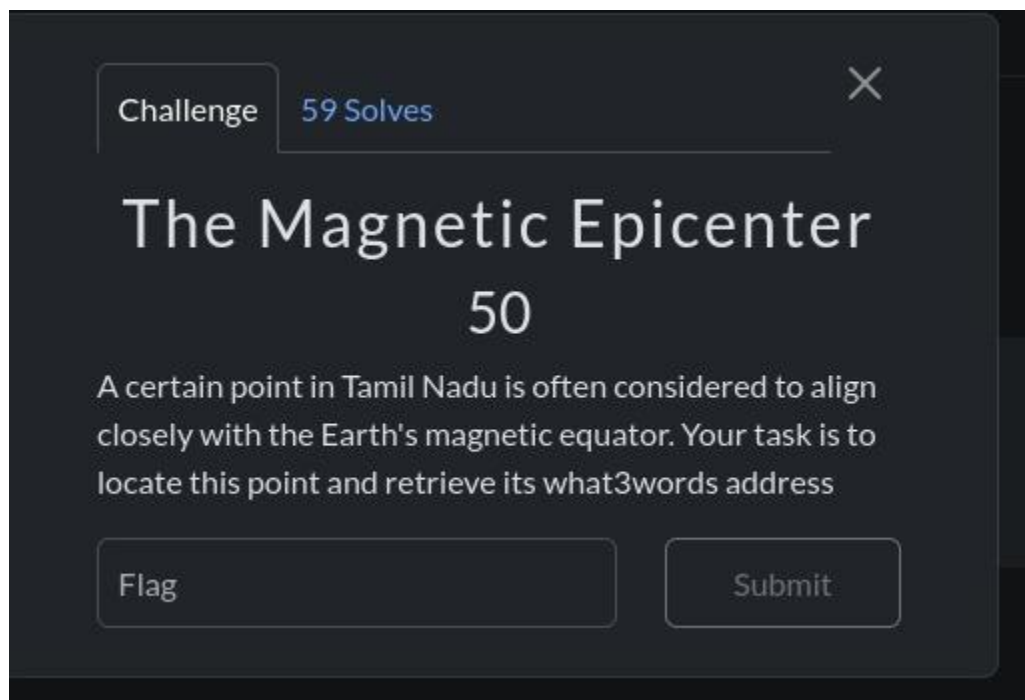 Challenge
59 Solves
The Magnetic Epicenter
50
A certain point in Tamil Nadu is often considered to align
closely with the Earth's magnetic equator. Your task is to
locate this point and retrieve its what3words address
Flag
Submit